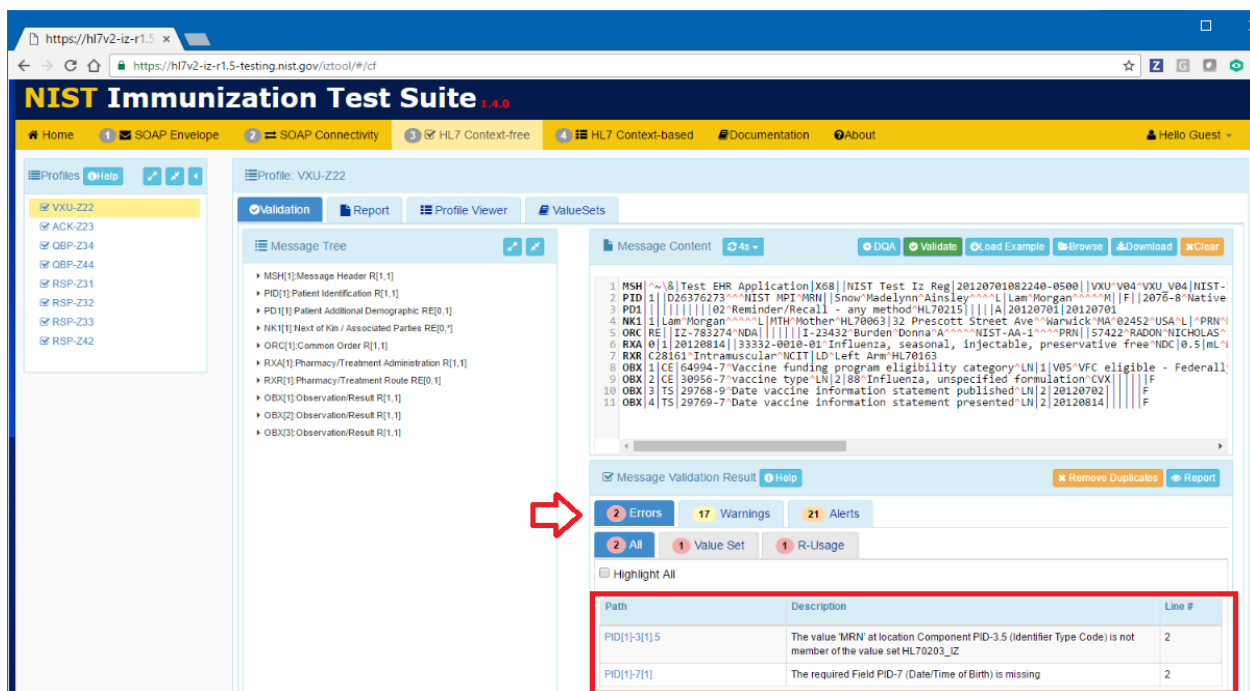 https://hl7v2-iz-r1.5
https://hl7v2-iz-r1.5-testing.nist.gov/iztool/#/cf
NIST Immunization Test Suite 1.4.0
Home 1 SOAP Envelope 2 SOAP Connectivity 3 HL7 Context-free 4 HL7 Context-based Documentation About Hello Guest
Profiles Help
VXU-Z22
ACK-Z23
QBP-Z34
QBP-Z44
RSP-Z31
RSP-Z32
RSP-Z33
RSP-Z42
Profile: VXU-Z22
Validation Report Profile Viewer ValueSets
Message Tree
MSH[1]:Message Header R[1,1]
PID[1]:Patient Identification R[1,1]
PD1[1]:Patient Additional Demographic RE[0,1]
NK1[1]:Next of Kin / Associated Parties RE[0,*]
ORC[1]:Common Order R[1,1]
RXA[1]:Pharmacy/Treatment Administration R[1,1]
RXR[1]:Pharmacy/Treatment Route RE[0,1]
OBX[1]:Observation/Result R[1,1]
OBX[2]:Observation/Result R[1,1]
OBX[3]:Observation/Result R[1,1]
Message Content 4s DQA Validate Load Example Browse Download Clear
1 MSH|^~\&|Test EHR Application|X68||NIST Test Iz Reg|20120701082240-0500||VXU^V04^VXU_V04|NIST-
2 PID|1||D26376273^^^NIST MPI^MRN||Snow^Madelynn^Ainsley^^^^L|Lam^Morgan^^^^^M||F||2076-8^Native
3 PD1|||||||||||02^Reminder/Recall - any method^HL70215|||||A|20120701|20120701
4 NK1|1|Lam^Morgan^^^^^L|MTH^Mother^HL70063|32 Prescott Street Ave^^Warwick^MA^02452^USA^L|^PRN^
5 ORC|RE||IZ-783274^NDA|||||||I-23432^Burden^Donna^A^^^^^NIST-AA-1^^^^PRN||57422^RADON^NICHOLAS^
6 RXA|0|1|20120814||33332-0010-01^Influenza, seasonal, injectable, preservative free^NDC|0.5|mL^
7 RXR|C28161^Intramuscular^NCIT|LD^Left Arm^HL70163
8 OBX|1|CE|64994-7^Vaccine funding program eligibility category^LN|1|V05^VFC eligible - Federall
9 OBX|2|CE|30956-7^vaccine type^LN|2|88^Influenza, unspecified formulation^CVX||||||F
10 OBX|3|TS|29768-9^Date vaccine information statement published^LN|2|20120702||||||F
11 OBX|4|TS|29769-7^Date vaccine information statement presented^LN|2|20120814||||||F
Message Validation Result Help Remove Duplicates Report
2 Errors 17 Warnings 21 Alerts
2 All 1 Value Set 1 R-Usage
Highlight All
Path Description Line #
PID[1]-3[1].5 The value 'MRN' at location Component PID-3.5 (Identifier Type Code) is not 2
member of the value set HL70203_IZ
PID[1]-7[1] The required Field PID-7 (Date/Time of Birth) is missing 2